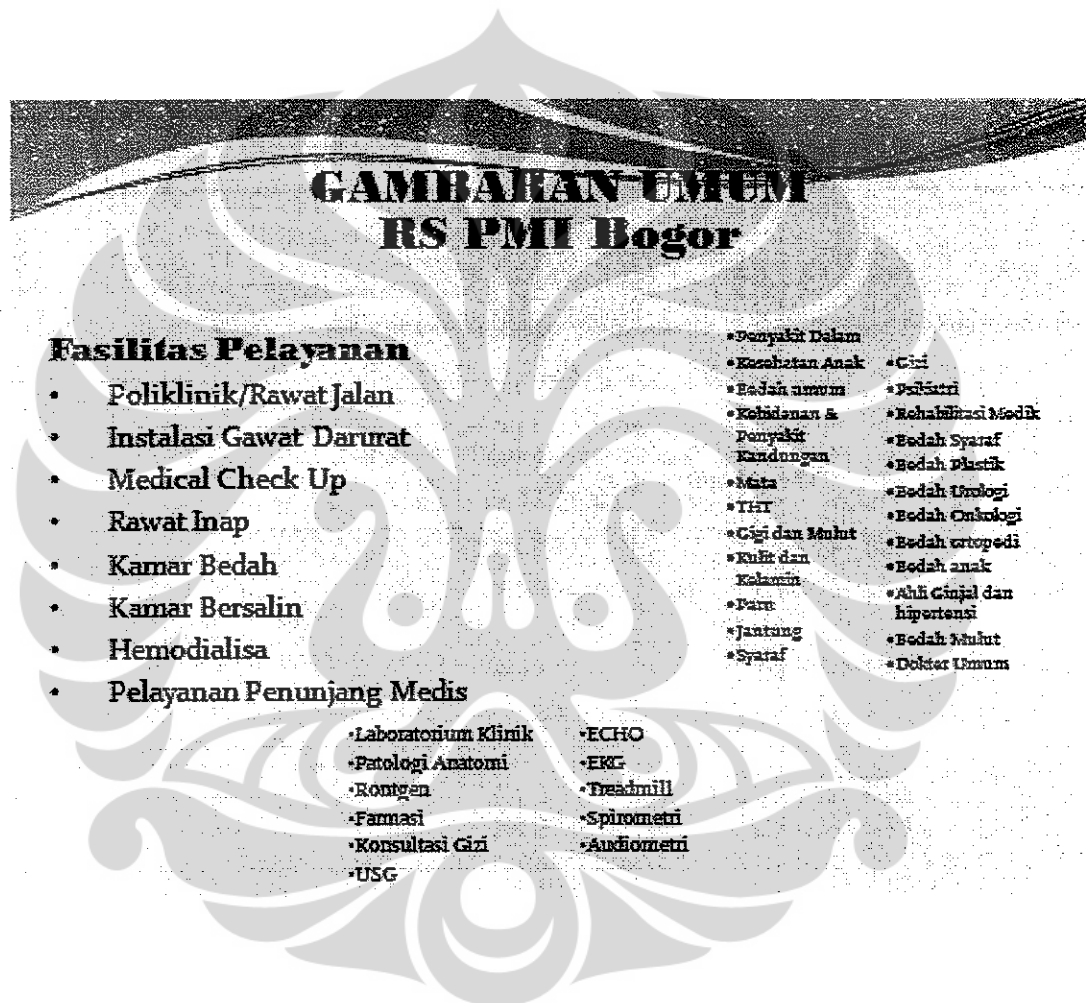 GAMBARAN UMUM
RS PMI Bogor
Fasilitas Pelayanan
• Poliklinik/Rawat Jalan
• Instalasi Gawat Darurat
• Medical Check Up
• Rawat Inap
• Kamar Bedah
• Kamar Bersalin
• Hemodialisa
• Pelayanan Penunjang Medis
•Laboratorium Klinik
•Patologi Anatomi
•Rontgen
•Farmasi
•Konsultasi Gizi
•USG
•ECHO
•EKG
•Treadmill
•Spirometri
•Audiometri
•Penyakit Dalam
•Kesehatan Anak
•Bedah umum
•Kebidanan &
Penyakit
Kandungan
•Mata
•THT
•Gigi dan Mulut
•Kulit dan
Kelamin
•Paru
•Jantung
•Syaraf
•Gizi
•Psikiatri
•Rehabilitasi Medik
•Bedah Syaraf
•Bedah Plastik
•Bedah Urologi
•Bedah Onkologi
•Bedah ortopedi
•Bedah anak
•Ahli Ginjal dan
hipertensi
•Bedah Mulut
•Dokter Umum